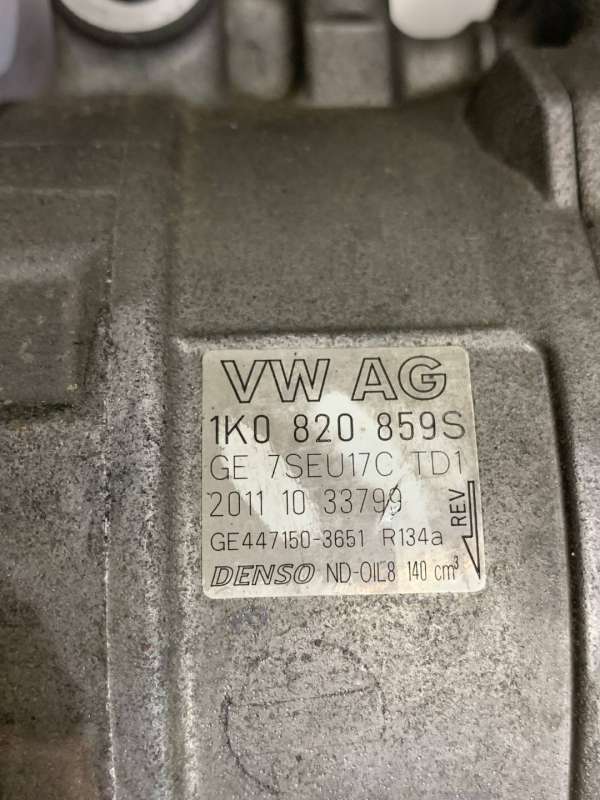 VW AG
1K0 820 859S
GE 7SEU17C TD1
2011 10 33799
GE447150-3651 R134a
REV
DENSO ND-OIL8 140 cm³